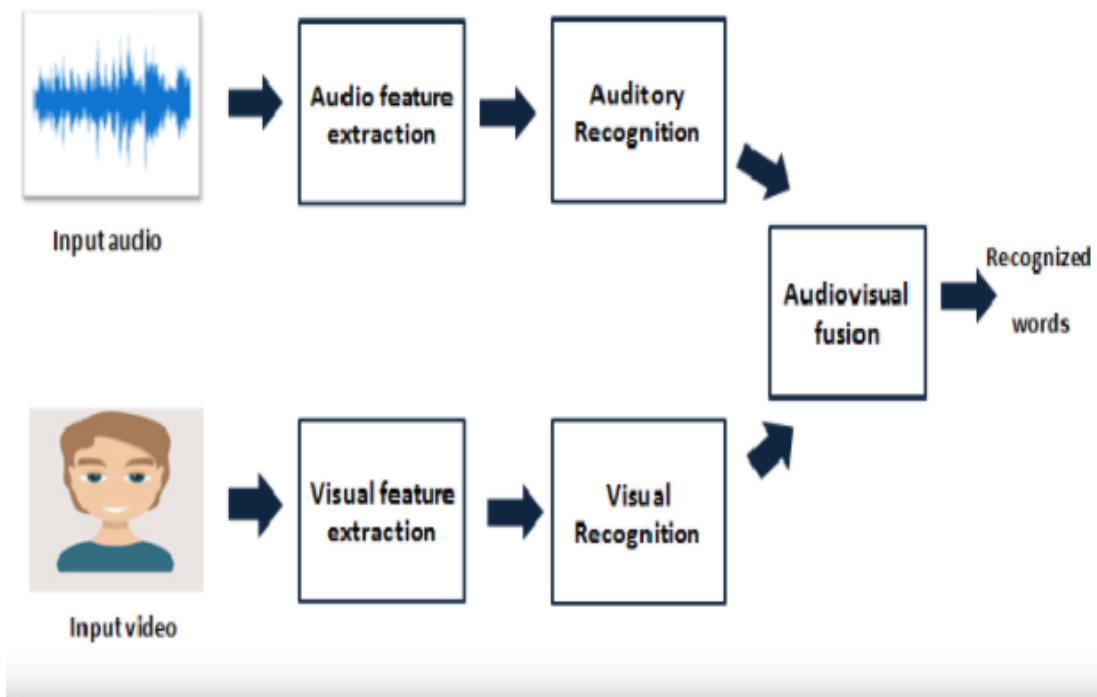 Input audio
Audio feature
extraction
Auditory
Recognition
Audiovisual
fusion
Recognized
words
Input video
Visual feature
extraction
Visual
Recognition